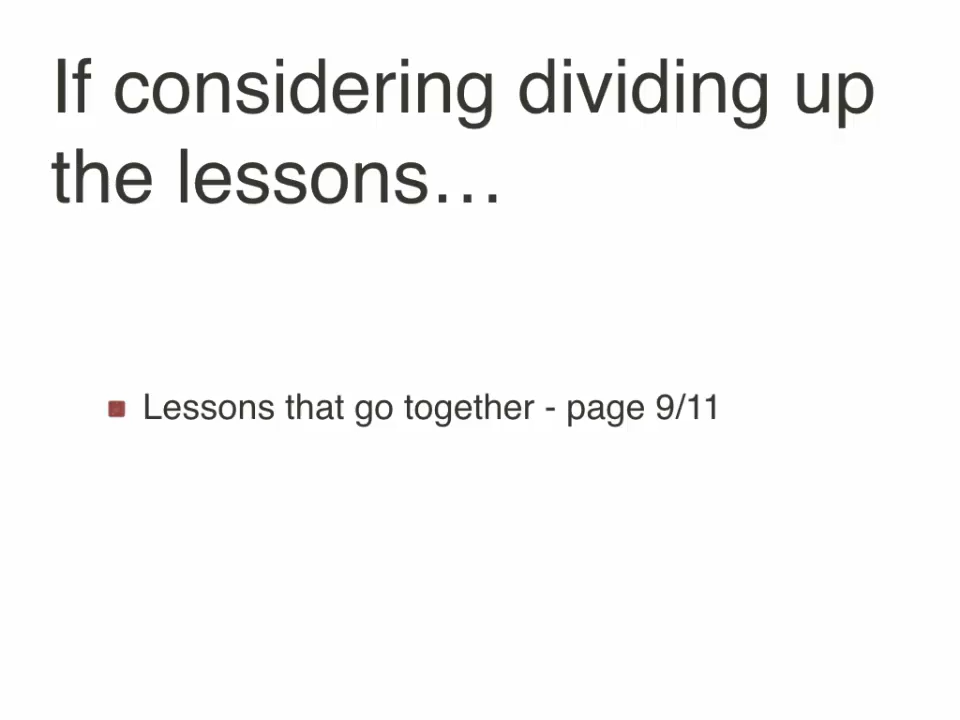 If considering dividing up
the lessons…
Lessons that go together - page 9/11